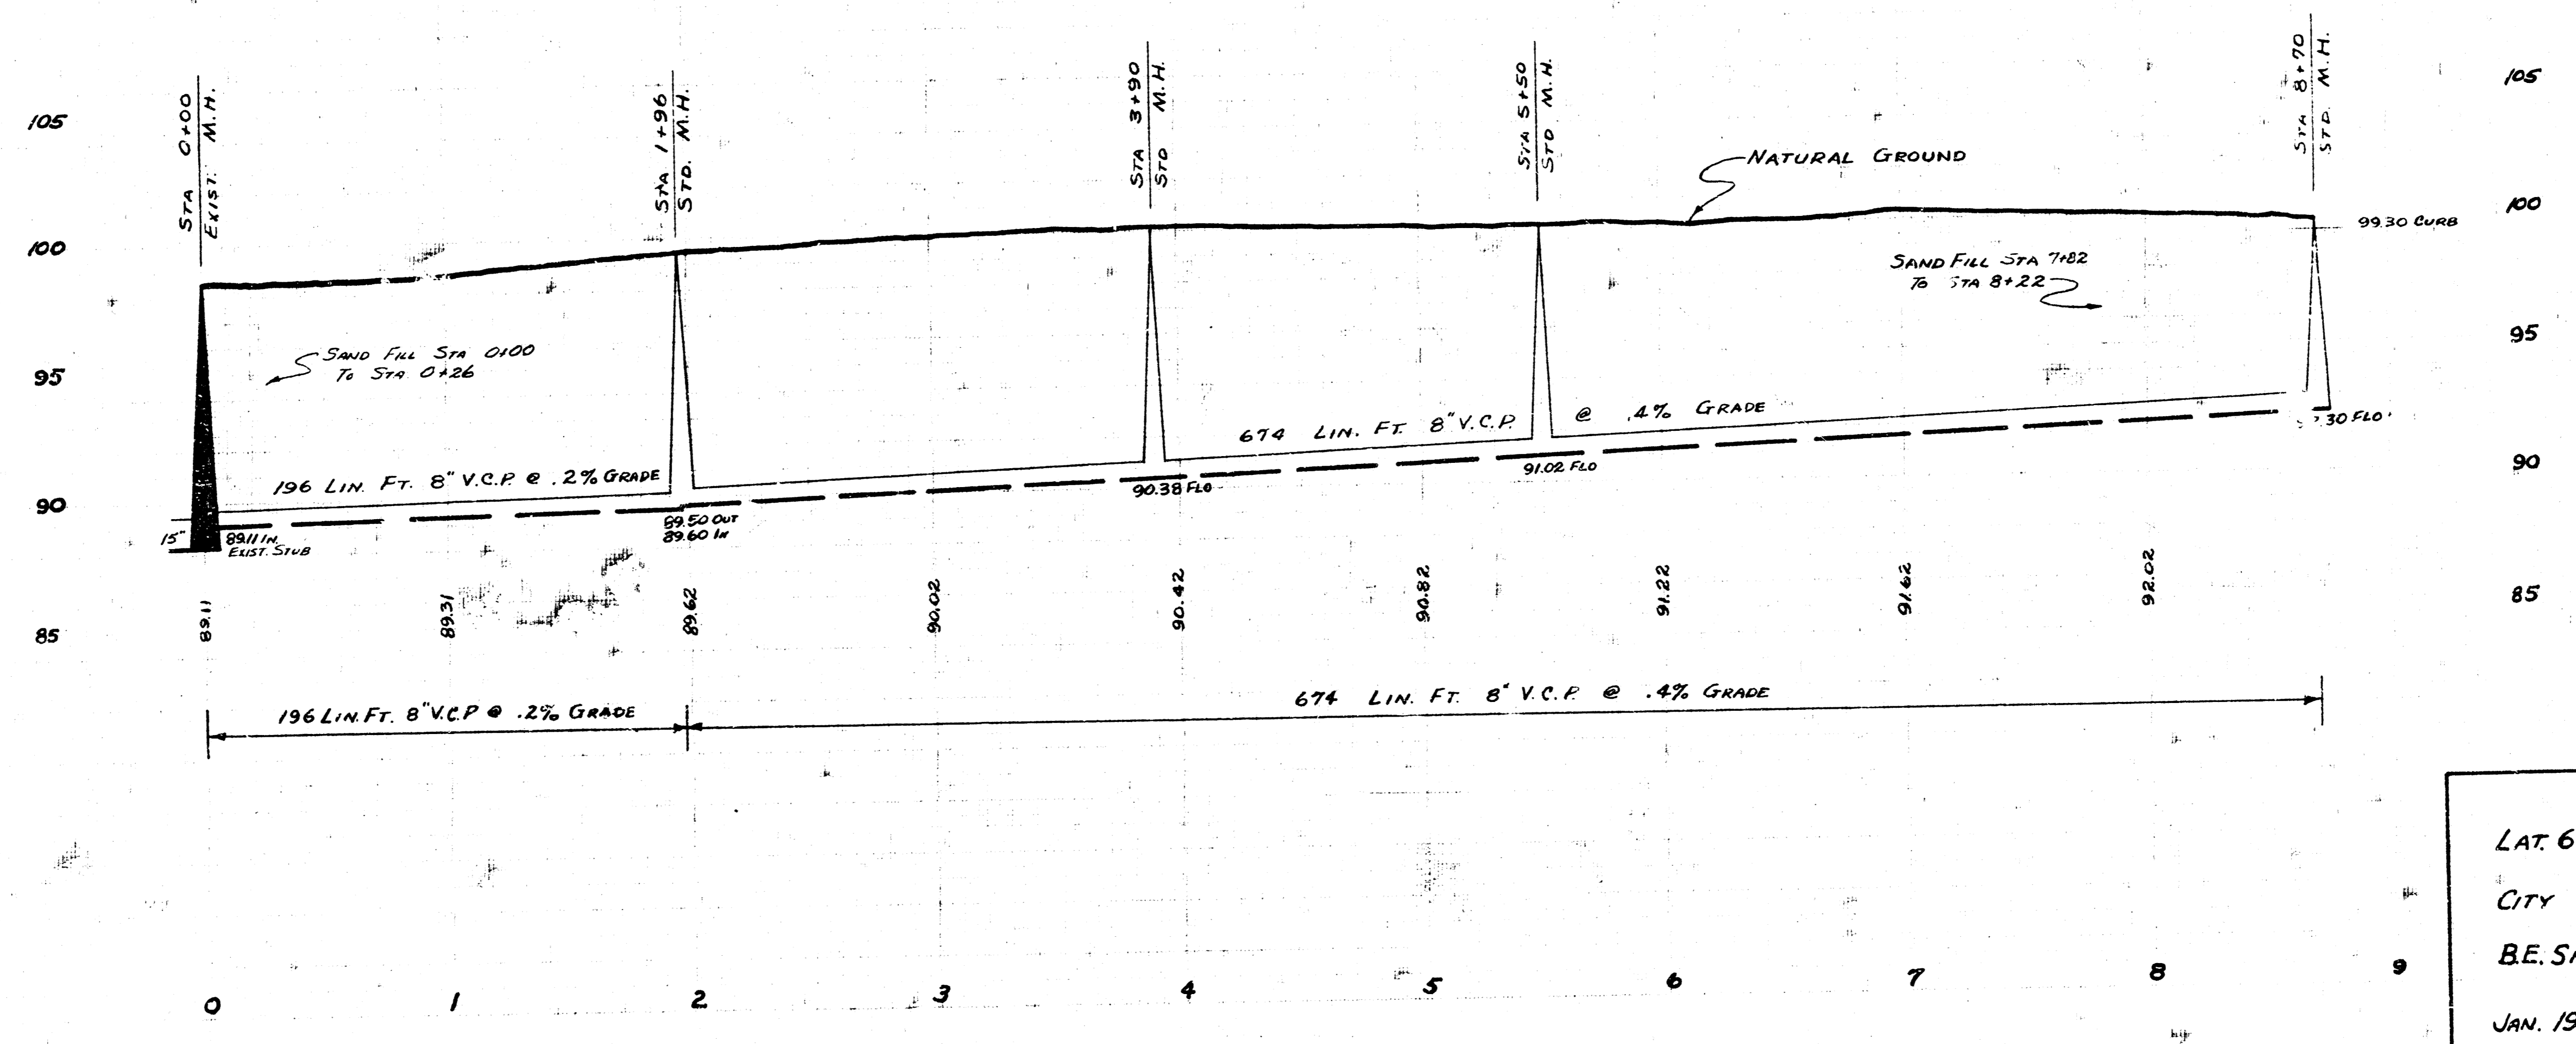 STA 0+00
EXIST. M.H.
STA 1+96
STD. M.H.
STA 3+90
STD M.H.
STA 5+50
STD M.H.
STA 8+70
STD M.H.
105
105
NATURAL GROUND
100
100
99.30 CURB
SAND FILL STA 7+82
TO STA 8+22
SAND FILL STA 0+00
TO STA 0+26
95
95
674 LIN. FT. 8" V.C.P. @ .4% GRADE
.30 FLO
196 LIN. FT. 8" V.C.P. @ .2% GRADE
90
90
91.02 FLO
90.38 FLO
89.50 OUT
89.60 IN
15"
89.11 IN.
EXIST. STUB
85
85
89.11
89.31
89.62
90.02
90.42
90.82
91.22
91.62
92.02
196 LIN. FT. 8" V.C.P @ .2% GRADE
674 LIN. FT. 8" V.C.P. @ .4% GRADE
LAT. 6
CITY
B.E. S
JAN. 19
0 1 2 3 4 5 6 7 8 9